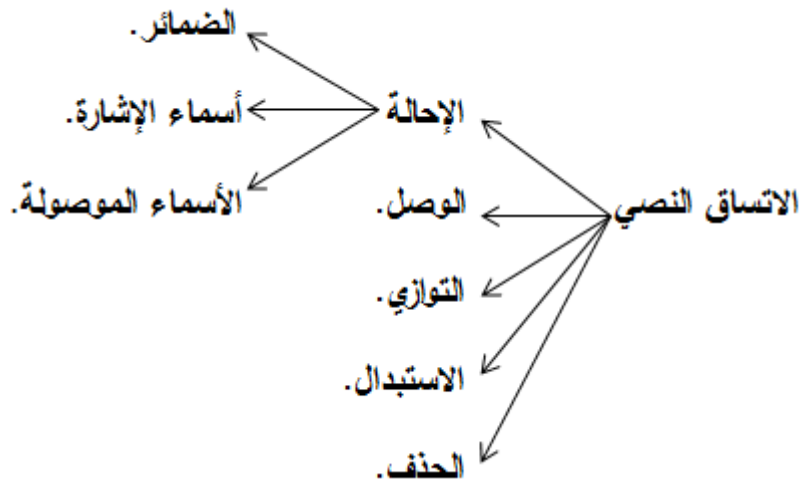 الاتساق النصي
الإحالة
الضمائر.
أسماء الإشارة.
الأسماء الموصولة.
الوصل.
التوازي.
الاستبدال.
الحذف.